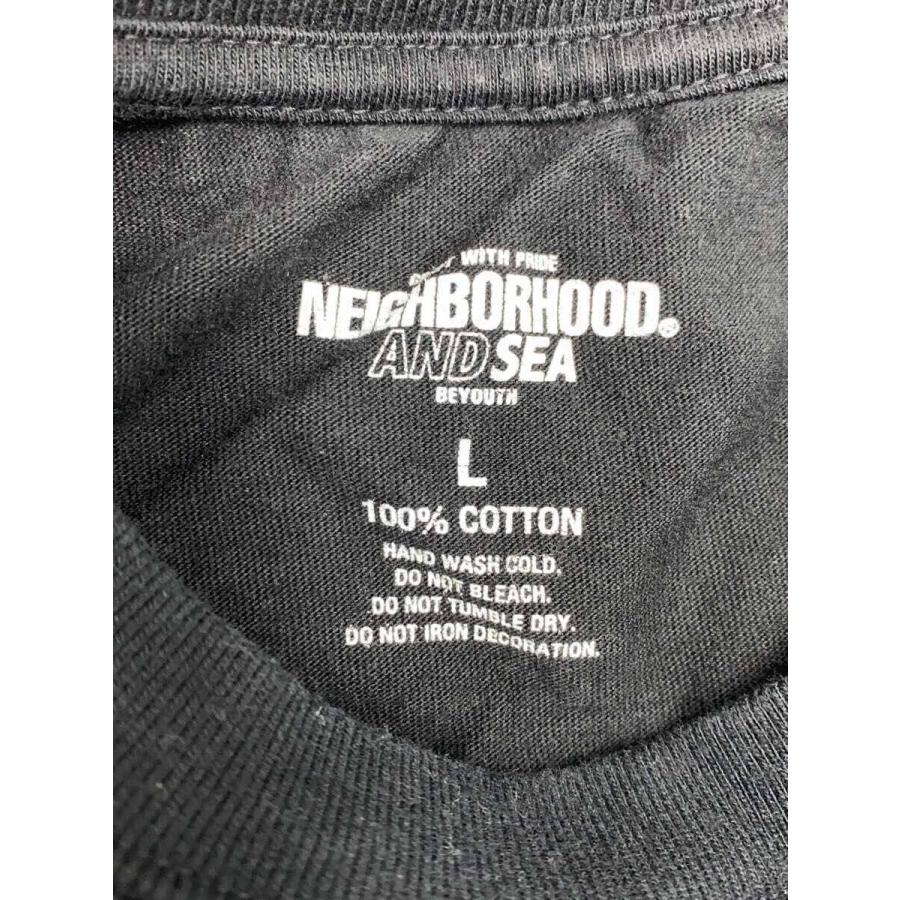 WITH PRIDE
NEIGHBORHOOD®
AND SEA
BEYOUTH
L
100% COTTON
HAND WASH COLD.
DO NOT BLEACH.
DO NOT TUMBLE DRY.
DO NOT IRON DECORATION.